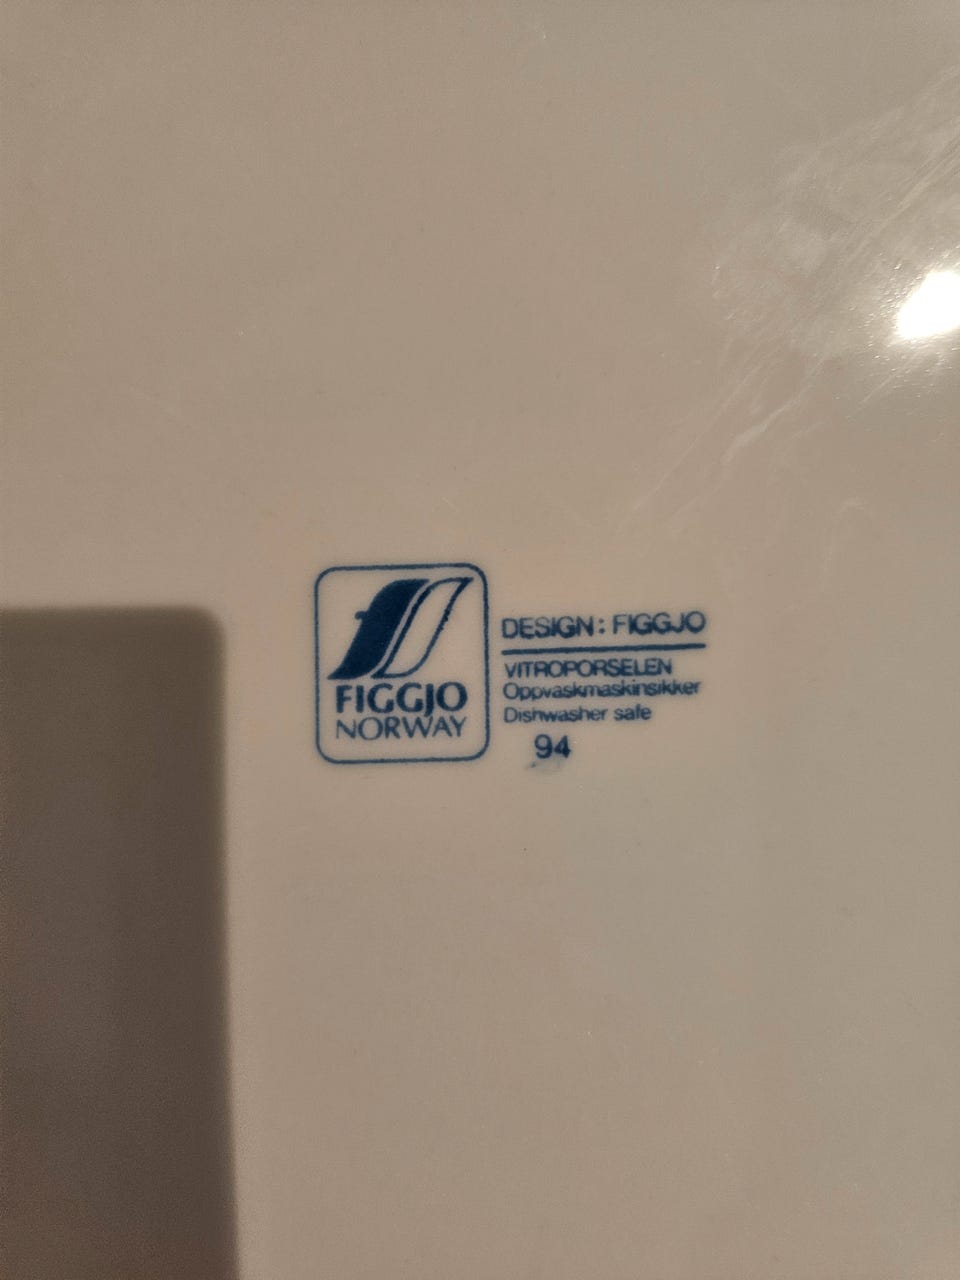 FIGGJO
NORWAY
DESIGN: FIGGJO
VITROPORSELEN
Oppvaskmaskinsikker
Dishwasher safe
94